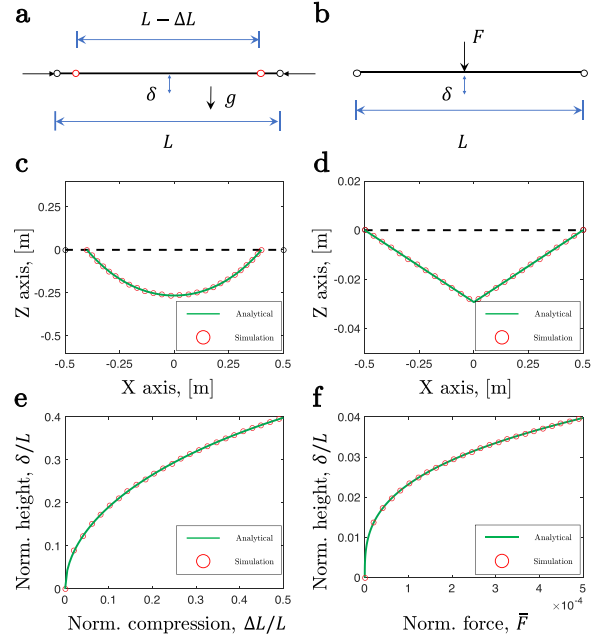 a
L − ΔL
δ
g
L
b
F
δ
L
c
Z axis, [m]
0.25
0
-0.25
-0.5
-0.5
-0.25
0
0.25
0.5
X axis, [m]
Analytical
Simulation
d
Z axis, [m]
0.02
0
-0.02
-0.04
-0.5
-0.25
0
0.25
0.5
X axis, [m]
Analytical
Simulation
e
Norm. height, δ/L
0.4
0.3
0.2
0.1
0
0
0.1
0.2
0.3
0.4
0.5
Norm. compression, ΔL/L
Analytical
Simulation
f
Norm. height, δ/L
0.04
0.03
0.02
0.01
0
0
1
2
3
4
5
×10⁻⁴
Norm. force, F̅
Analytical
Simulation